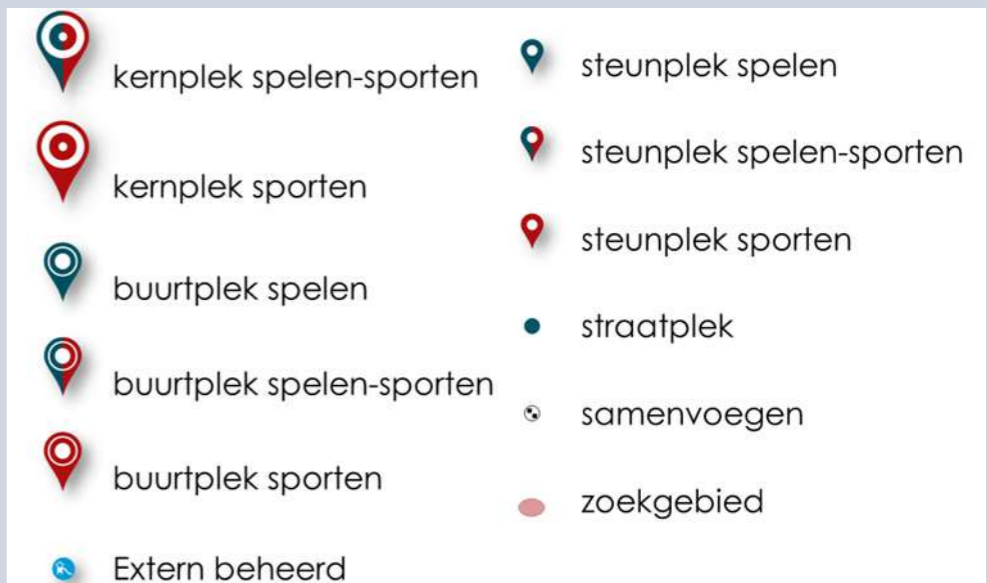 kernplek spelen-sporten
kernplek sporten
buurtplek spelen
buurtplek spelen-sporten
buurtplek sporten
Extern beheerd
steunplek spelen
steunplek spelen-sporten
steunplek sporten
straatplek
samenvoegen
zoekgebied